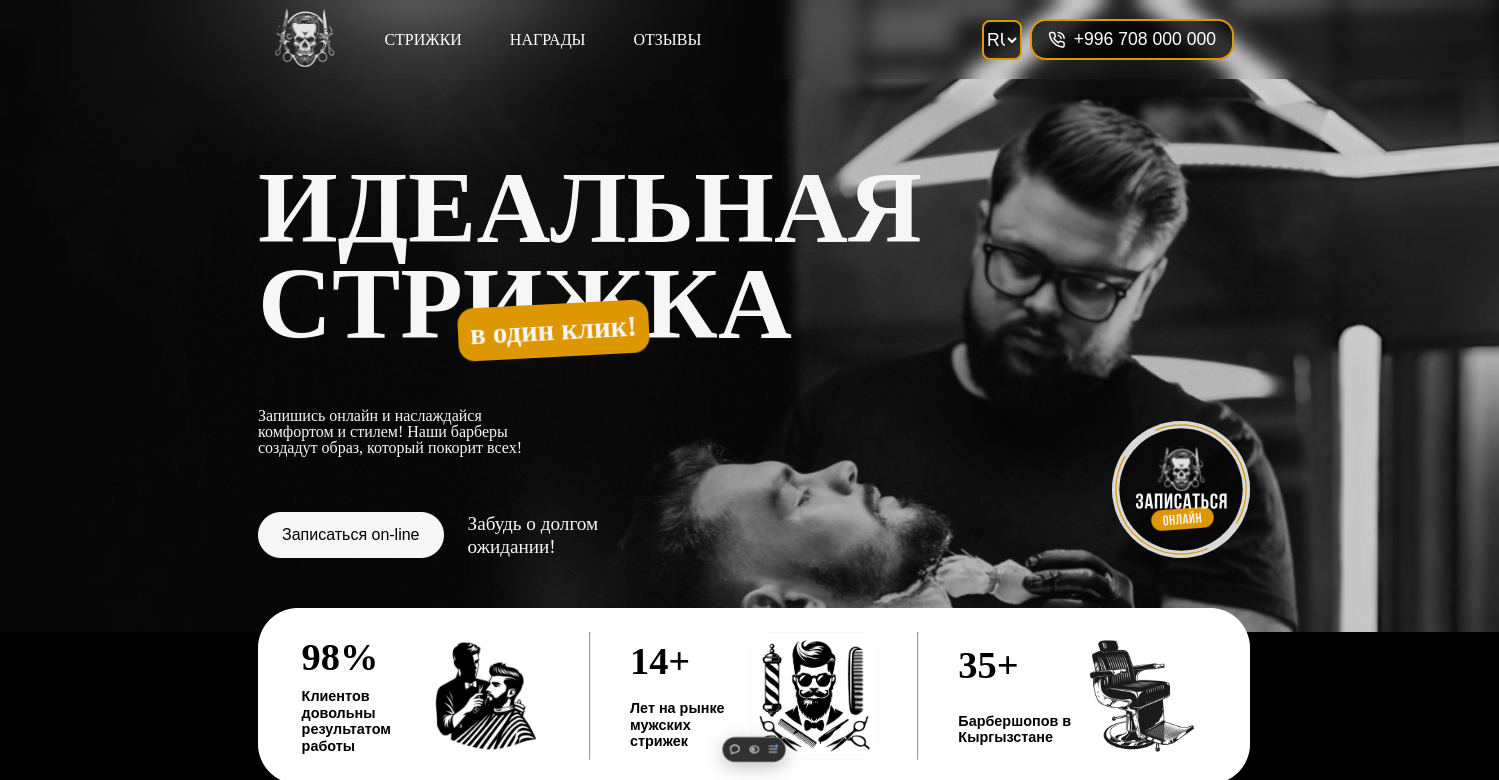 СТРИЖКИ НАГРАДЫ ОТЗЫВЫ
+996 708 000 000
ИДЕАЛЬНАЯ
СТРИЖКА
в один клик!
Запишись онлайн и наслаждайся
комфортом и стилем! Наши барберы
создадут образ, который покорит всех!
Записаться on-line
Забудь о долгом
ожидании!
ЗАПИСАТЬСЯ
ОНЛАЙН
98%
Клиентов
довольны
результатом
работы
14+
Лет на рынке
мужских
стрижек
35+
Барбершопов в
Кыргызстане